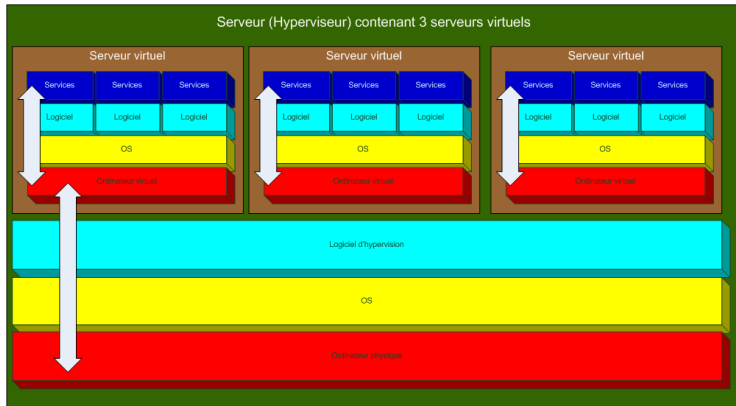 Serveur (Hyperviseur) contenant 3 serveurs virtuels
Serveur virtuel
Services Services Services
Logiciel Logiciel Logiciel
OS
Ordinateur virtuel
Serveur virtuel
Services Services Services
Logiciel Logiciel Logiciel
OS
Ordinateur virtuel
Serveur virtuel
Services Services Services
Logiciel Logiciel Logiciel
OS
Ordinateur virtuel
Logiciel d'hypervision
OS
Ordinateur physique